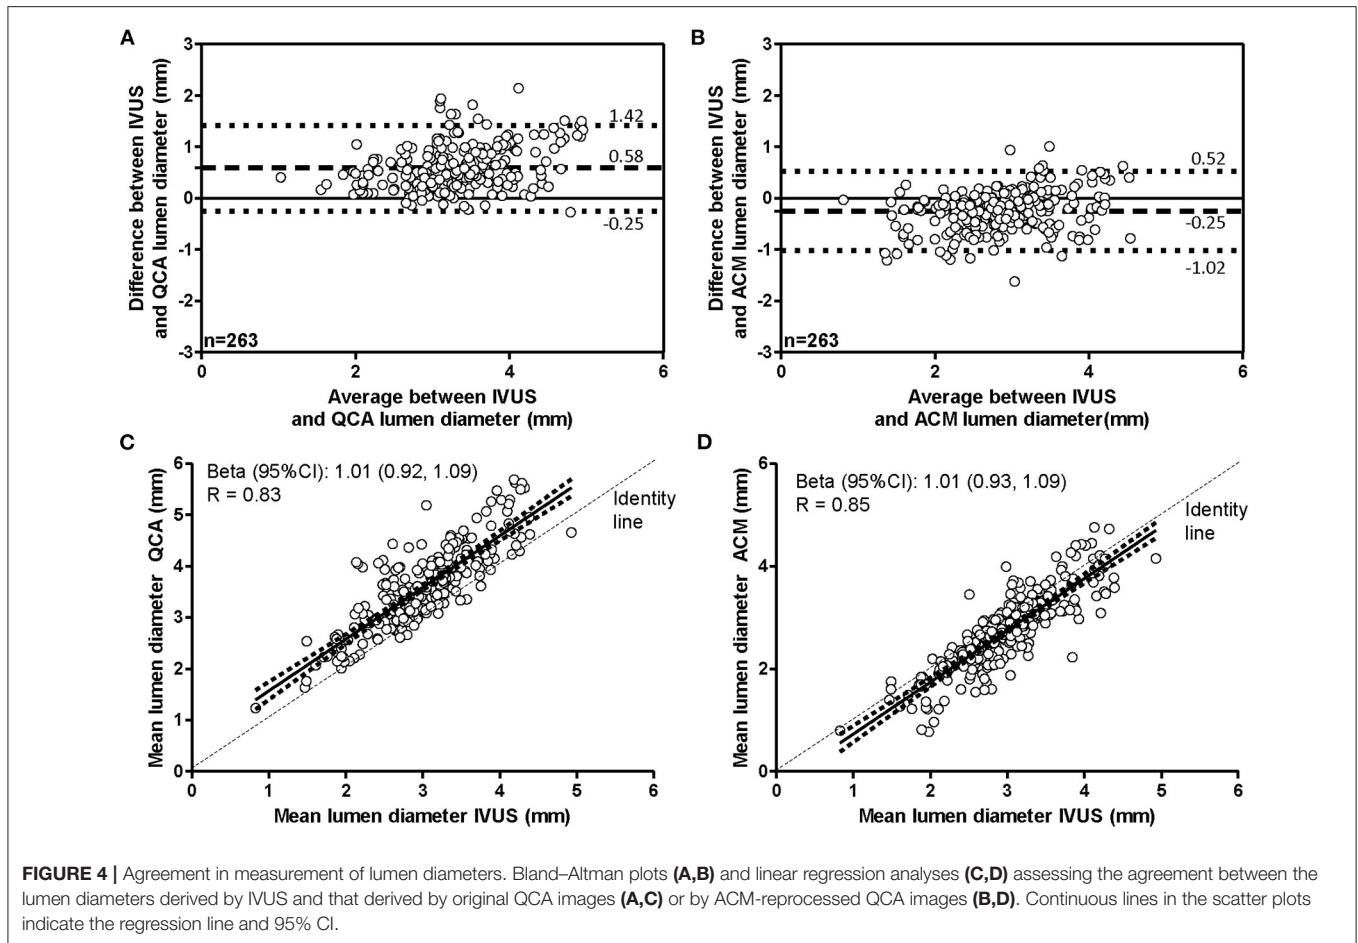 A
Difference between IVUS
and QCA lumen diameter (mm)
3
2
1
0
-1
-2
-3
1.42
0.58
-0.25
n=263
0 2 4 6
Average between IVUS
and QCA lumen diameter (mm)
B
Difference between IVUS
and ACM lumen diameter (mm)
3
2
1
0
-1
-2
-3
0.52
-0.25
-1.02
n=263
0 2 4 6
Average between IVUS
and ACM lumen diameter(mm)
C
Mean lumen diameter QCA (mm)
6
5
4
3
2
1
0
Beta (95%CI): 1.01 (0.92, 1.09)
R = 0.83
Identity
line
0 1 2 3 4 5 6
Mean lumen diameter IVUS (mm)
D
Mean lumen diameter ACM (mm)
6
4
2
0
Beta (95%CI): 1.01 (0.93, 1.09)
R = 0.85
Identity
line
0 1 2 3 4 5 6
Mean lumen diameter IVUS (mm)
FIGURE 4 | Agreement in measurement of lumen diameters. Bland–Altman plots (A,B) and linear regression analyses (C,D) assessing the agreement between the
lumen diameters derived by IVUS and that derived by original QCA images (A,C) or by ACM-reprocessed QCA images (B,D). Continuous lines in the scatter plots
indicate the regression line and 95% CI.